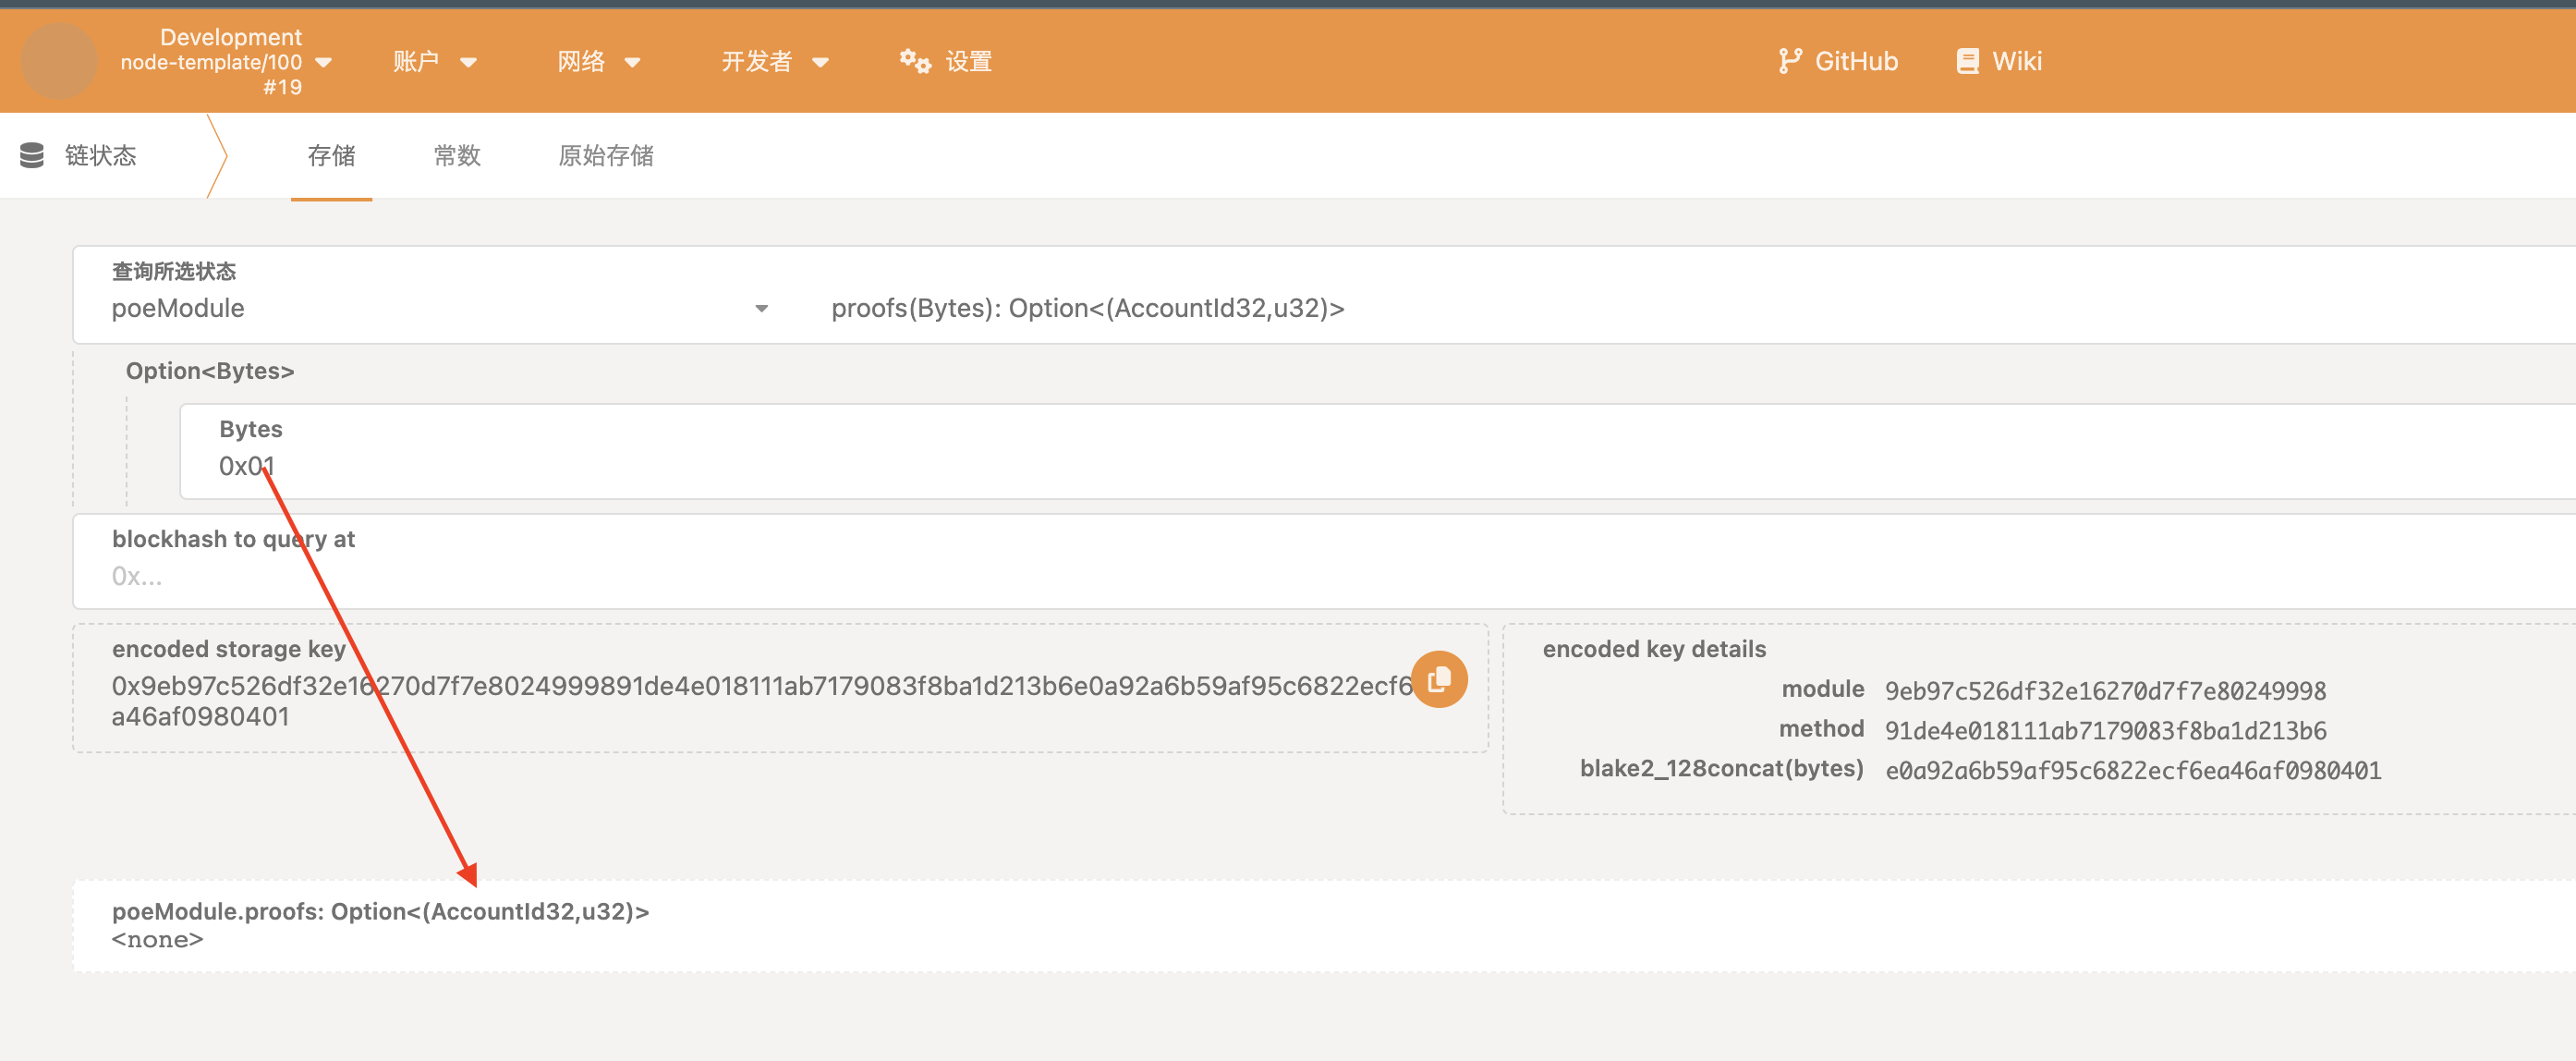 Development
node-template/100
#19
账户
网络
开发者
设置
GitHub
Wiki
链状态
存储
常数
原始存储
查询所选状态
poeModule
proofs(Bytes): Option<(AccountId32,u32)>
Option<Bytes>
Bytes
0x01
blockhash to query at
0x...
encoded storage key
0x9eb97c526df32e16270d7f7e8024999891de4e018111ab7179083f8ba1d213b6e0a92a6b59af95c6822ecf6
a46af0980401
encoded key details
module 9eb97c526df32e16270d7f7e80249998
method 91de4e018111ab7179083f8ba1d213b6
blake2_128concat(bytes) e0a92a6b59af95c6822ecf6ea46af0980401
poeModule.proofs: Option<(AccountId32,u32)>
<none>